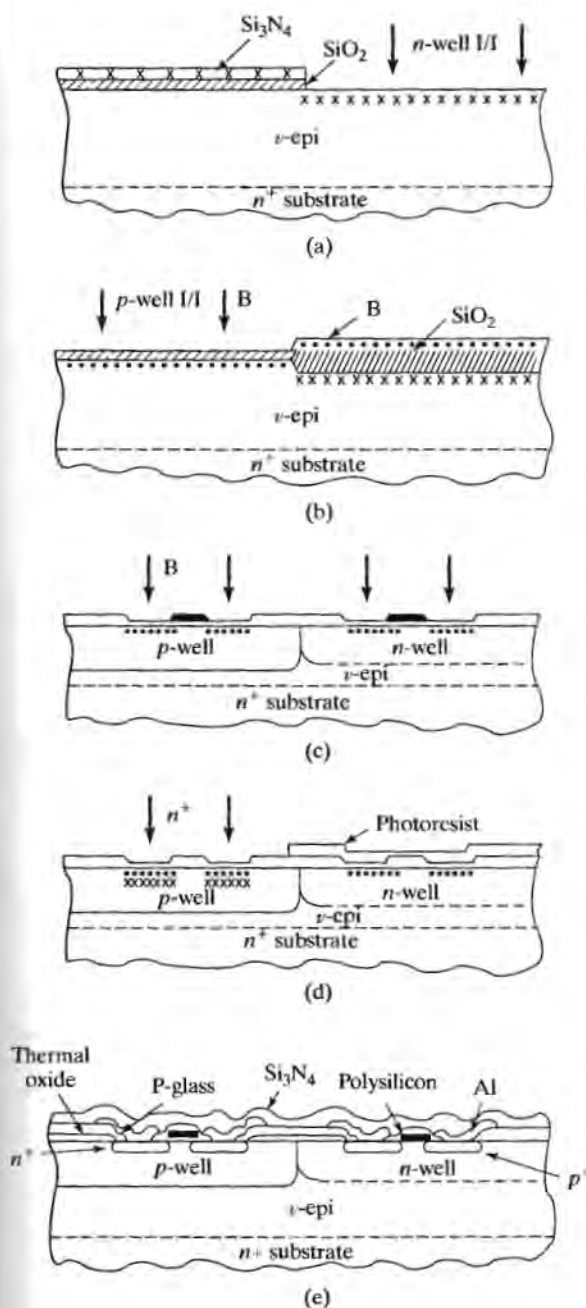 Si₃N₄
SiO₂
n-well I/I
ν-epi
n⁺ substrate
(a)
p-well I/I
B
B
SiO₂
ν-epi
n⁺ substrate
(b)
B
p-well
n-well
ν-epi
n⁺ substrate
(c)
n⁺
Photoresist
p-well
n-well
ν-epi
n⁺ substrate
(d)
Thermal
oxide
P-glass
Si₃N₄
Polysilicon
Al
n⁺
p-well
n-well
p⁺
ν-epi
n+ substrate
(e)